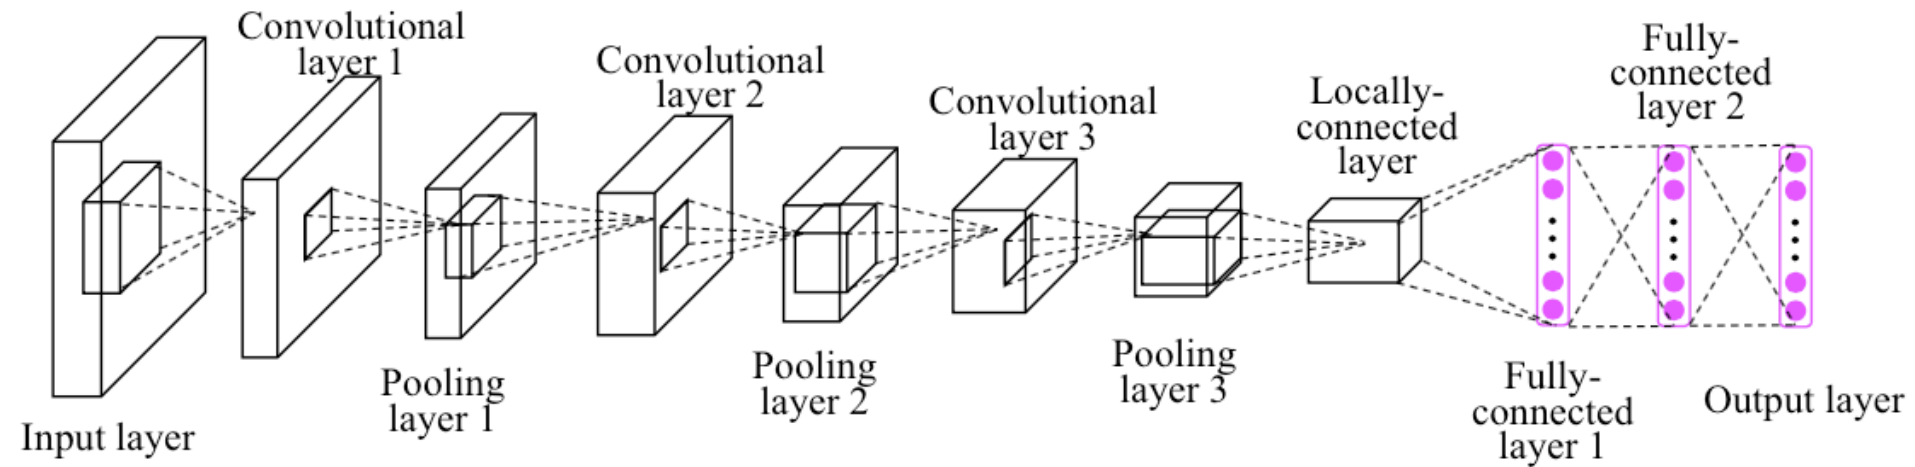 Convolutional
layer 1
Convolutional
layer 2
Convolutional
layer 3
Locally-
connected
layer
Fully-
connected
layer 2
Input layer
Pooling
layer 1
Pooling
layer 2
Pooling
layer 3
Fully-
connected
layer 1
Output layer